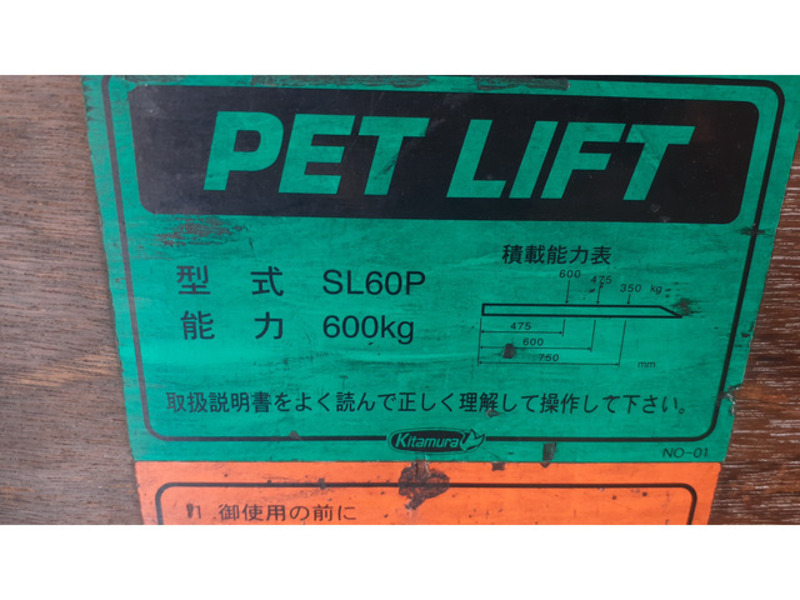 PET LIFT
型式 SL60P
能力 600kg
積載能力表
600 475 350 kg
475
600
750 mm
取扱説明書をよく読んで正しく理解して操作して下さい。
Kitamura
NO-01
御使用の前に